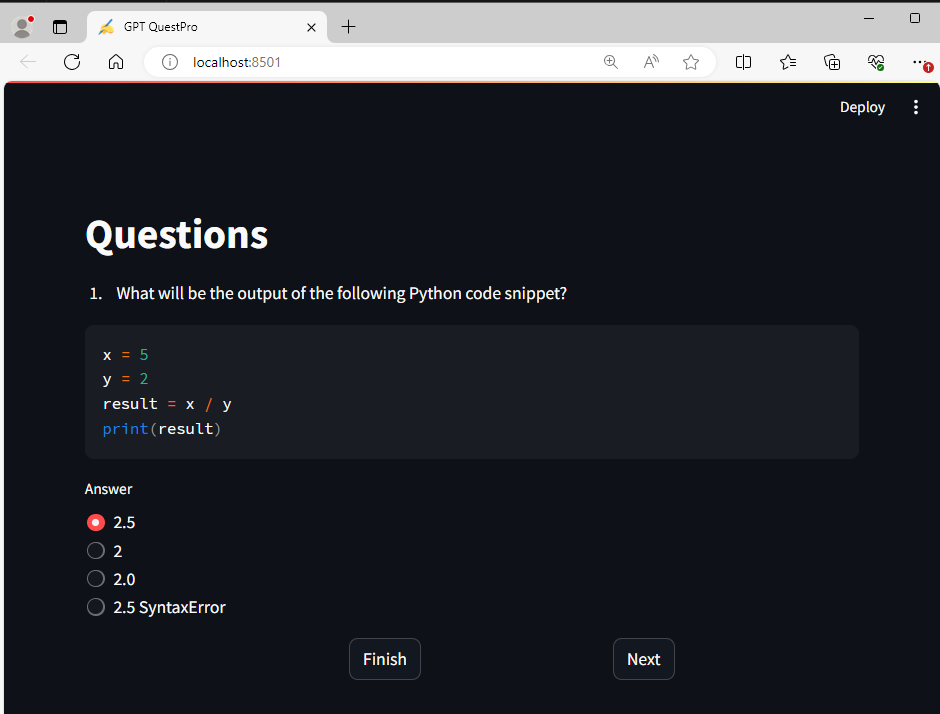 GPT QuestPro
localhost:8501
Deploy
Questions
1. What will be the output of the following Python code snippet?
x = 5
y = 2
result = x / y
print(result)
Answer
2.5
2
2.0
2.5 SyntaxError
Finish
Next